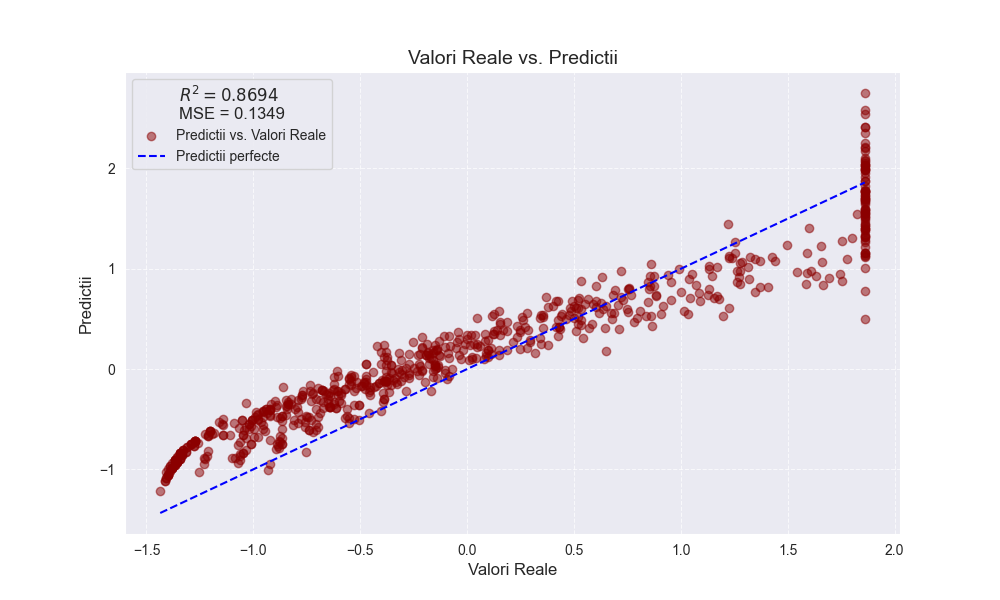 Valori Reale vs. Predictii
R² = 0.8694
MSE = 0.1349
Predictii vs. Valori Reale
Predictii perfecte
Predictii
2
1
0
−1
−1.5 −1.0 −0.5 0.0 0.5 1.0 1.5 2.0
Valori Reale